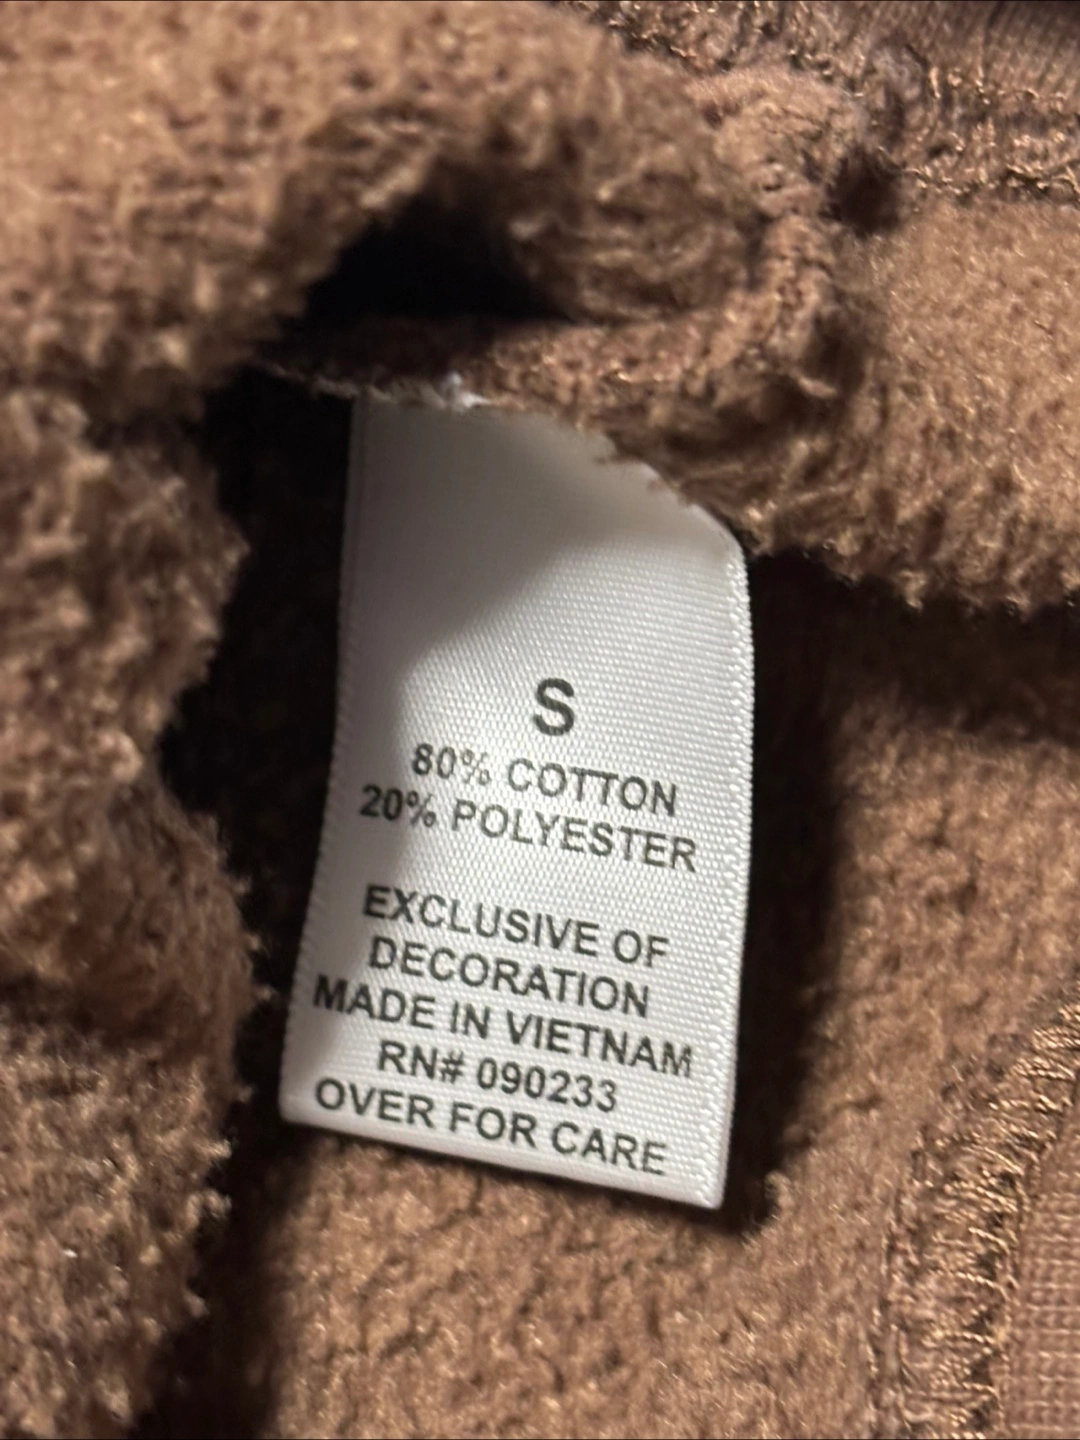 S
80% COTTON
20% POLYESTER
EXCLUSIVE OF
DECORATION
MADE IN VIETNAM
RN# 090233
OVER FOR CARE